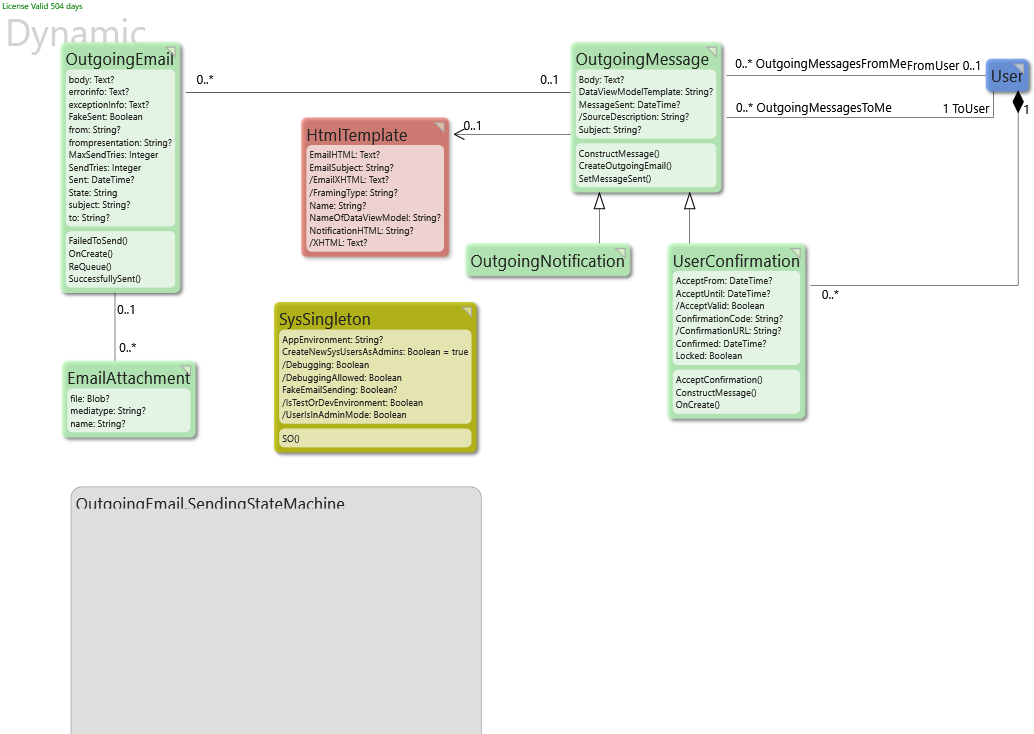 License Valid 504 days
Dynamic
OutgoingEmail
body: Text?
errorinfo: Text?
exceptionInfo: Text?
FakeSent: Boolean
from: String?
frompresentation: String?
MaxSendTries: Integer
SendTries: Integer
Sent: DateTime?
State: String
subject: String?
to: String?
FailedToSend()
OnCreate()
ReQueue()
SuccessfullySent()
0..*
0..1
OutgoingMessage
Body: Text?
DataViewModelTemplate: String?
MessageSent: DateTime?
/SourceDescription: String?
Subject: String?
ConstructMessage()
CreateOutgoingEmail()
SetMessageSent()
0..* OutgoingMessagesFromMe
FromUser 0..1
0..* OutgoingMessagesToMe
1 ToUser
User
1
HtmlTemplate
0..1
EmailHTML: Text?
EmailSubject: String?
/EmailXHTML: Text?
/FramingType: String?
Name: String?
NameOfDataViewModel: String?
NotificationHTML: String?
/XHTML: Text?
OutgoingNotification
UserConfirmation
AcceptFrom: DateTime?
AcceptUntil: DateTime?
/AcceptValid: Boolean
ConfirmationCode: String?
/ConfirmationURL: String?
Confirmed: DateTime?
Locked: Boolean
AcceptConfirmation()
ConstructMessage()
OnCreate()
0..*
0..1
0..*
EmailAttachment
file: Blob?
mediatype: String?
name: String?
SysSingleton
AppEnvironment: String?
CreateNewSysUsersAsAdmins: Boolean = true
/Debugging: Boolean
/DebuggingAllowed: Boolean
FakeEmailSending: Boolean?
/IsTestOrDevEnvironment: Boolean
/UserIsInAdminMode: Boolean
SO()
OutgoingEmail.SendingStateMachine